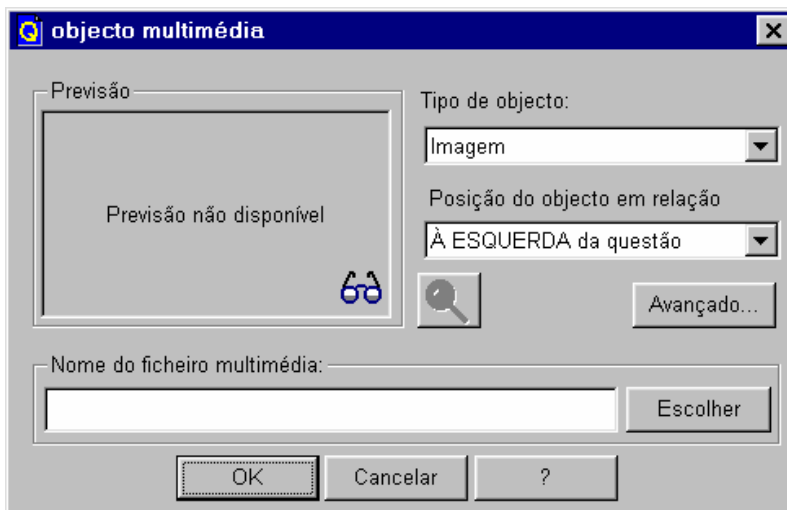 objecto multimédia
Previsão
Previsão não disponível
Tipo de objecto:
Imagem
Posição do objecto em relação
À ESQUERDA da questão
Avançado...
Nome do ficheiro multimédia:
Escolher
OK
Cancelar
?